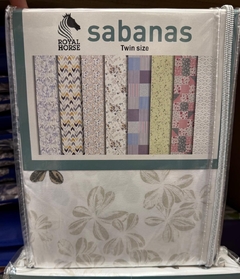 ROYAL
HORSE
sabanas
Twin size